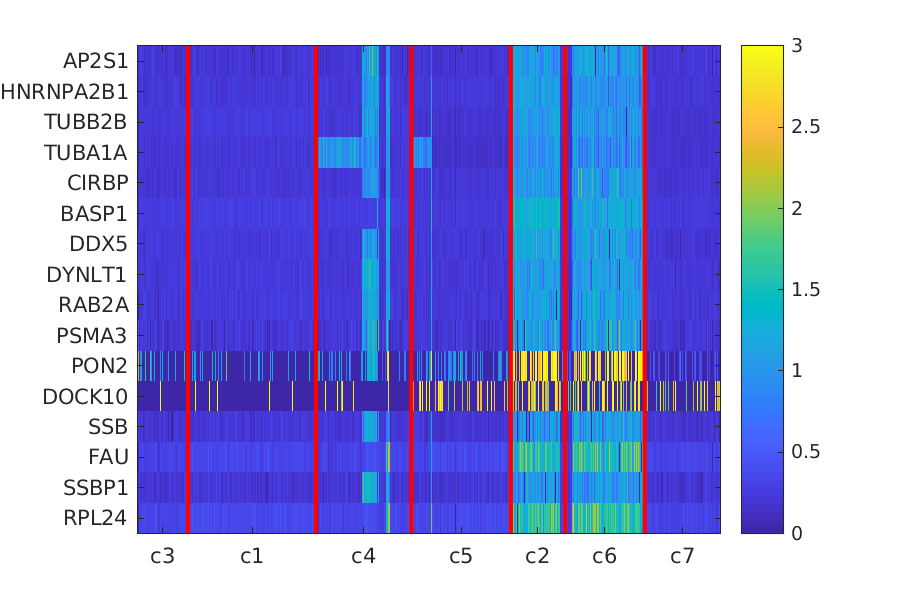 AP2S1
HNRNPA2B1
TUBB2B
TUBA1A
CIRBP
BASP1
DDX5
DYNLT1
RAB2A
PSMA3
PON2
DOCK10
SSB
FAU
SSBP1
RPL24
c3 c1 c4 c5 c2 c6 c7
3
2.5
2
1.5
1
0.5
0